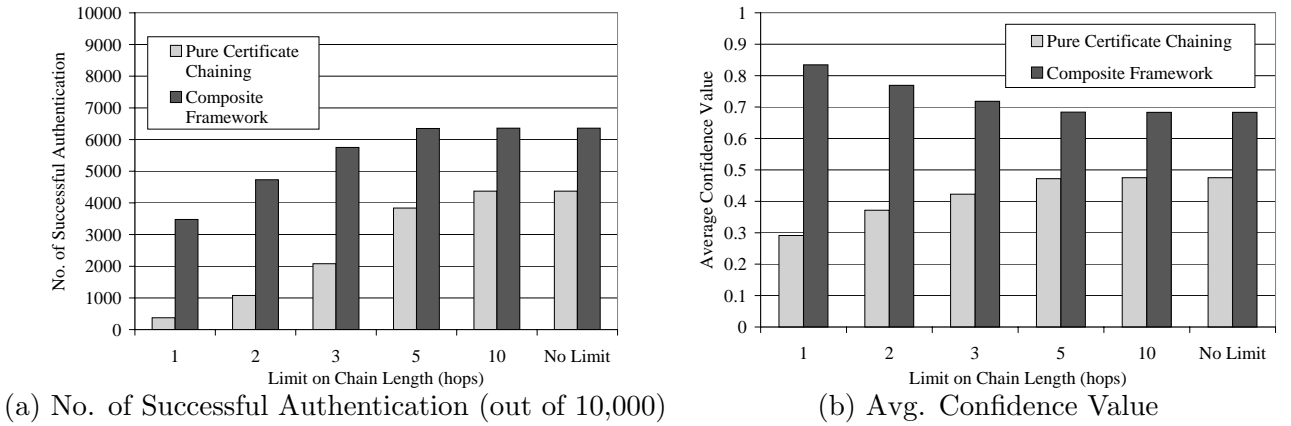 10000
9000
8000
7000
6000
5000
4000
3000
2000
1000
0
No. of Successful Authentication
Pure Certificate
Chaining
Composite
Framework
1 2 3 5 10 No Limit
Limit on Chain Length (hops)
(a) No. of Successful Authentication (out of 10,000)
1
0.9
0.8
0.7
0.6
0.5
0.4
0.3
0.2
0.1
0
Average Confidence Value
Pure Certificate Chaining
Composite Framework
1 2 3 5 10 No Limit
Limit on Chain Length (hops)
(b) Avg. Confidence Value